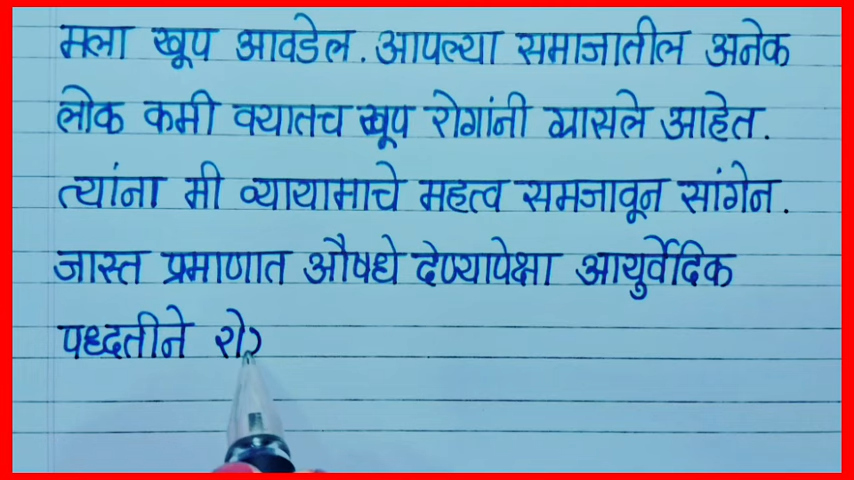 मला खूप आवडेल. आपल्या समाजातील अनेक
लोक कमी वयातच खूप रोगांनी ग्रासले आहेत.
त्यांना मी व्यायामाचे महत्व समजावून सांगेन.
जास्त प्रमाणात औषधे देण्यापेक्षा आयुर्वेदिक
पध्दतीने